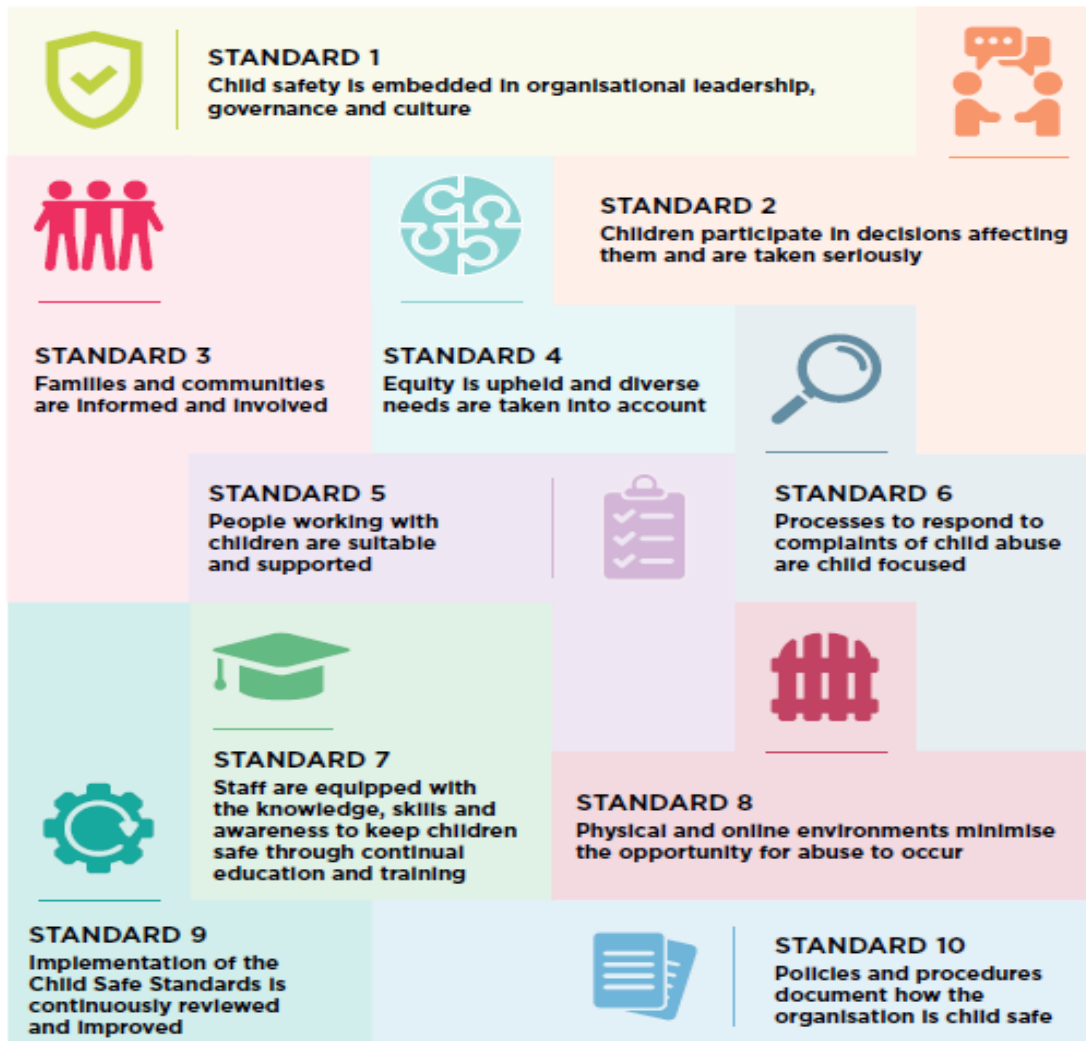 STANDARD 1
Child safety is embedded in organisational leadership,
governance and culture
STANDARD 2
Children participate in decisions affecting
them and are taken seriously
STANDARD 3
Families and communities
are informed and involved
STANDARD 4
Equity is upheld and diverse
needs are taken into account
STANDARD 5
People working with
children are suitable
and supported
STANDARD 6
Processes to respond to
complaints of child abuse
are child focused
STANDARD 7
Staff are equipped with
the knowledge, skills and
awareness to keep children
safe through continual
education and training
STANDARD 8
Physical and online environments minimise
the opportunity for abuse to occur
STANDARD 9
Implementation of the
Child Safe Standards is
continuously reviewed
and improved
STANDARD 10
Policies and procedures
document how the
organisation is child safe